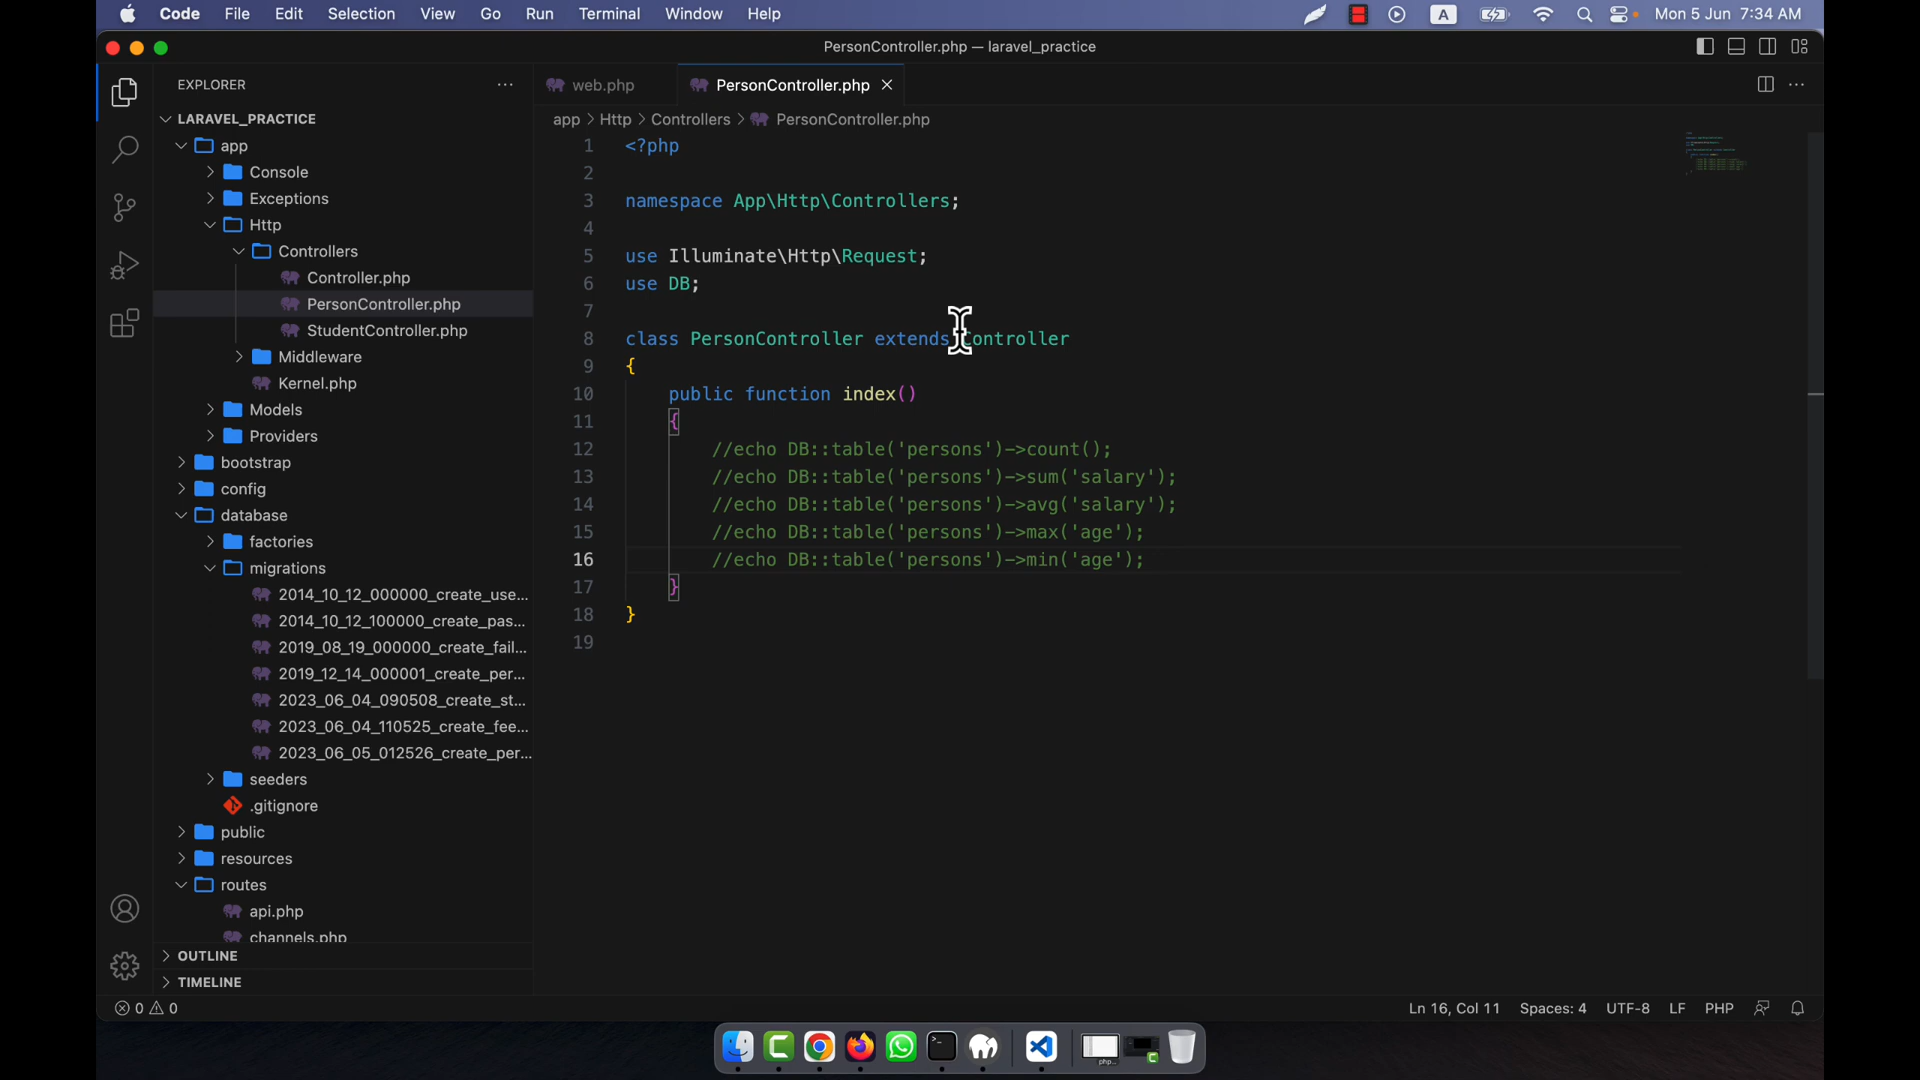 Code File Edit Selection View Go Run Terminal Window Help
A
Mon 5 Jun 7:34 AM
PersonController.php — laravel_practice
EXPLORER
LARAVEL_PRACTICE
app
Console
Exceptions
Http
Controllers
Controller.php
PersonController.php
StudentController.php
Middleware
Kernel.php
Models
Providers
bootstrap
config
database
factories
migrations
2014_10_12_000000_create_use...
2014_10_12_100000_create_pas...
2019_08_19_000000_create_fail...
2019_12_14_000001_create_per...
2023_06_04_090508_create_st...
2023_06_04_110525_create_fee...
2023_06_05_012526_create_per...
seeders
.gitignore
public
resources
routes
api.php
channels.php
OUTLINE
TIMELINE
web.php
PersonController.php
app > Http > Controllers > PersonController.php
1 <?php
2
3 namespace App\Http\Controllers;
4
5 use Illuminate\Http\Request;
6 use DB;
7
8 class PersonController extends Controller
9 {
10 public function index()
11 {
12 //echo DB::table('persons')->count();
13 //echo DB::table('persons')->sum('salary');
14 //echo DB::table('persons')->avg('salary');
15 //echo DB::table('persons')->max('age');
16 //echo DB::table('persons')->min('age');
17 }
18 }
19
0 0
Ln 16, Col 11 Spaces: 4 UTF-8 LF PHP
php...